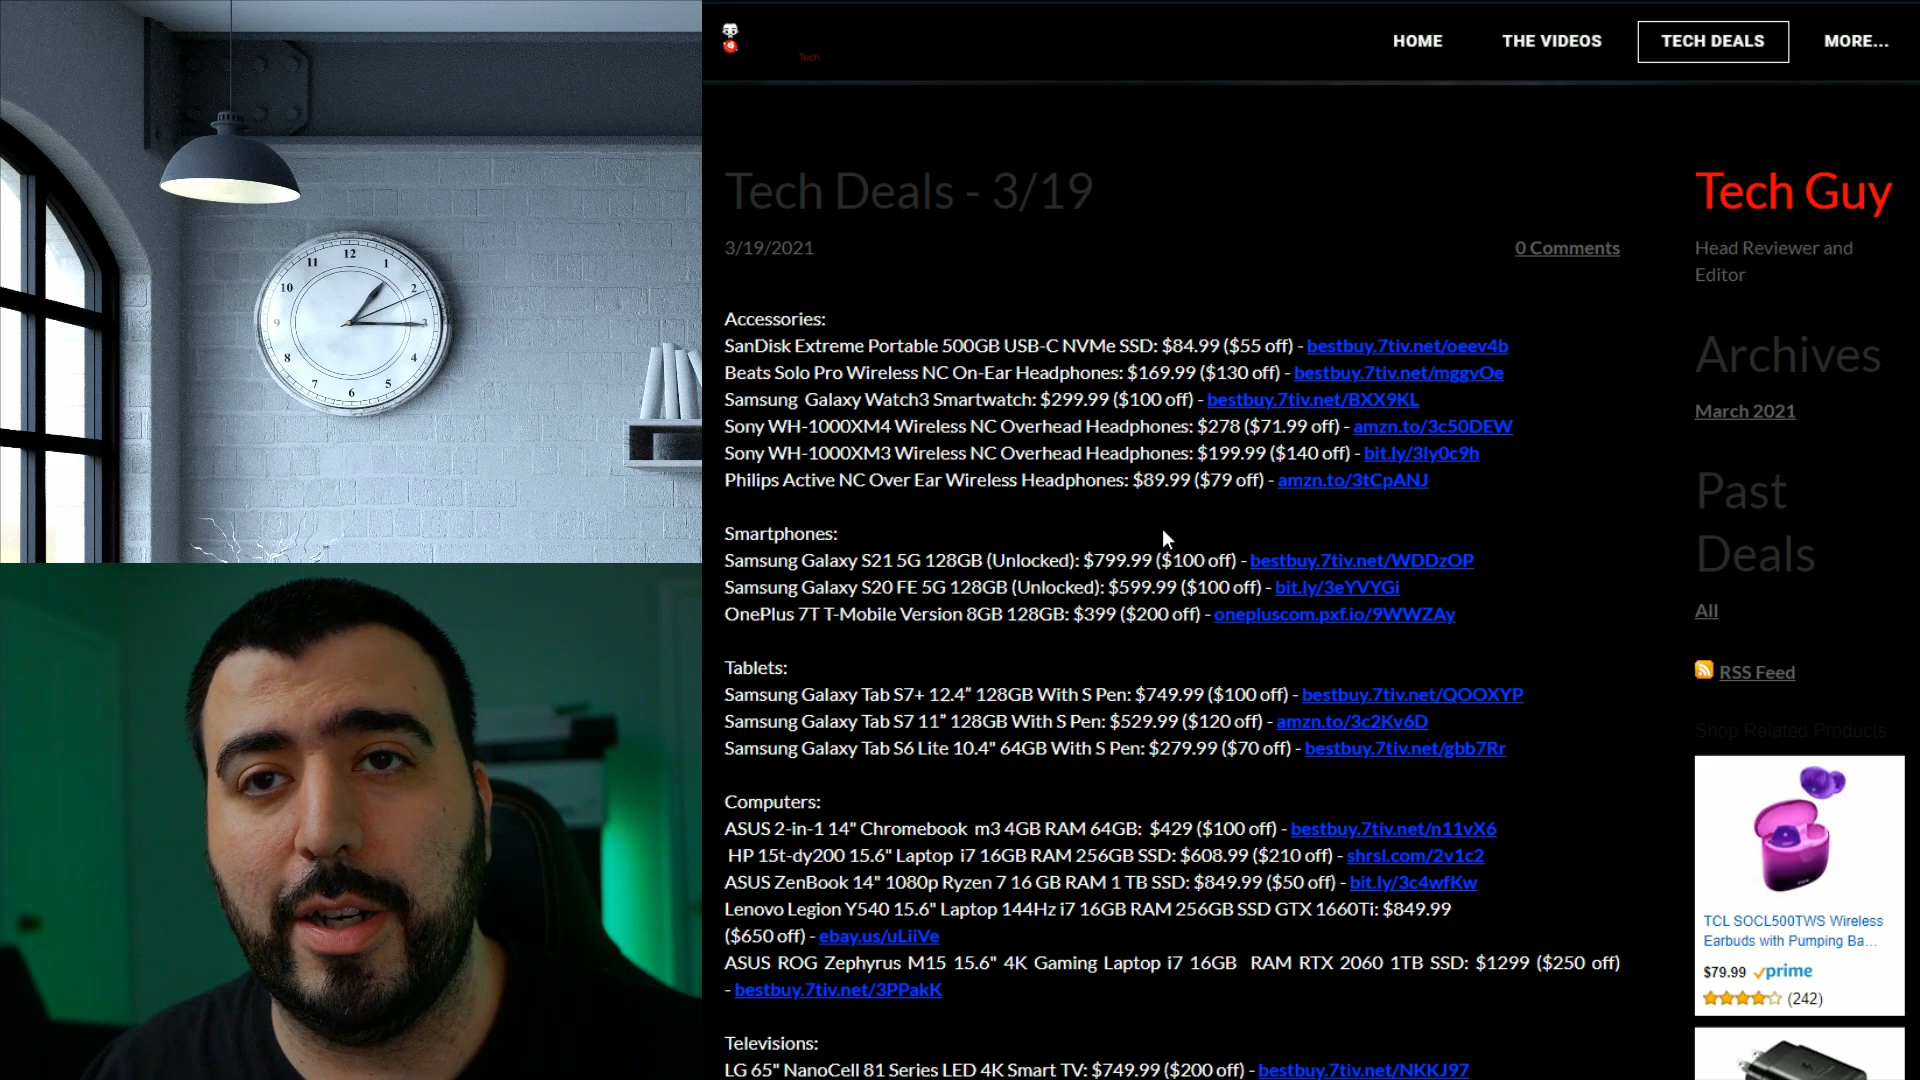 12
11
1
10
2
9
3
8
4
7
5
6
Tech
HOME
THE VIDEOS
TECH DEALS
MORE...
Tech Deals - 3/19
3/19/2021
0 Comments
Accessories:
SanDisk Extreme Portable 500GB USB-C NVMe SSD: $84.99 ($55 off) - bestbuy.7tiv.net/oeev4b
Beats Solo Pro Wireless NC On-Ear Headphones: $169.99 ($130 off) - bestbuy.7tiv.net/mggvOe
Samsung  Galaxy Watch3 Smartwatch: $299.99 ($100 off) - bestbuy.7tiv.net/BXX9KL
Sony WH-1000XM4 Wireless NC Overhead Headphones: $278 ($71.99 off) - amzn.to/3c50DEW
Sony WH-1000XM3 Wireless NC Overhead Headphones: $199.99 ($140 off) - bit.ly/3ly0c9h
Philips Active NC Over Ear Wireless Headphones: $89.99 ($79 off) - amzn.to/3tCpANJ
Smartphones:
Samsung Galaxy S21 5G 128GB (Unlocked): $799.99 ($100 off) - bestbuy.7tiv.net/WDDzOP
Samsung Galaxy S20 FE 5G 128GB (Unlocked): $599.99 ($100 off) - bit.ly/3eYVYGi
OnePlus 7T T-Mobile Version 8GB 128GB: $399 ($200 off) - onepluscom.pxf.io/9WWZAy
Tablets:
Samsung Galaxy Tab S7+ 12.4” 128GB With S Pen: $749.99 ($100 off) - bestbuy.7tiv.net/QOOXYP
Samsung Galaxy Tab S7 11” 128GB With S Pen: $529.99 ($120 off) - amzn.to/3c2Kv6D
Samsung Galaxy Tab S6 Lite 10.4" 64GB With S Pen: $279.99 ($70 off) - bestbuy.7tiv.net/gbb7Rr
Computers:
ASUS 2-in-1 14" Chromebook  m3 4GB RAM 64GB:  $429 ($100 off) - bestbuy.7tiv.net/n11vX6
HP 15t-dy200 15.6" Laptop  i7 16GB RAM 256GB SSD: $608.99 ($210 off) - shrsl.com/2v1c2
ASUS ZenBook 14" 1080p Ryzen 7 16 GB RAM 1 TB SSD: $849.99 ($50 off) - bit.ly/3c4wfKw
Lenovo Legion Y540 15.6" Laptop 144Hz i7 16GB RAM 256GB SSD GTX 1660Ti: $849.99
($650 off) - ebay.us/uLiiVe
ASUS ROG Zephyrus M15 15.6" 4K Gaming Laptop i7 16GB  RAM RTX 2060 1TB SSD: $1299 ($250 off)
- bestbuy.7tiv.net/3PPakK
Televisions:
LG 65" NanoCell 81 Series LED 4K Smart TV: $749.99 ($200 off) - bestbuy.7tiv.net/NKKJ97
Tech Guy
Head Reviewer and
Editor
Archives
March 2021
Past
Deals
All
RSS Feed
Shop Related Products
TCL SOCL500TWS Wireless
Earbuds with Pumping Ba...
$79.99 prime
(242)